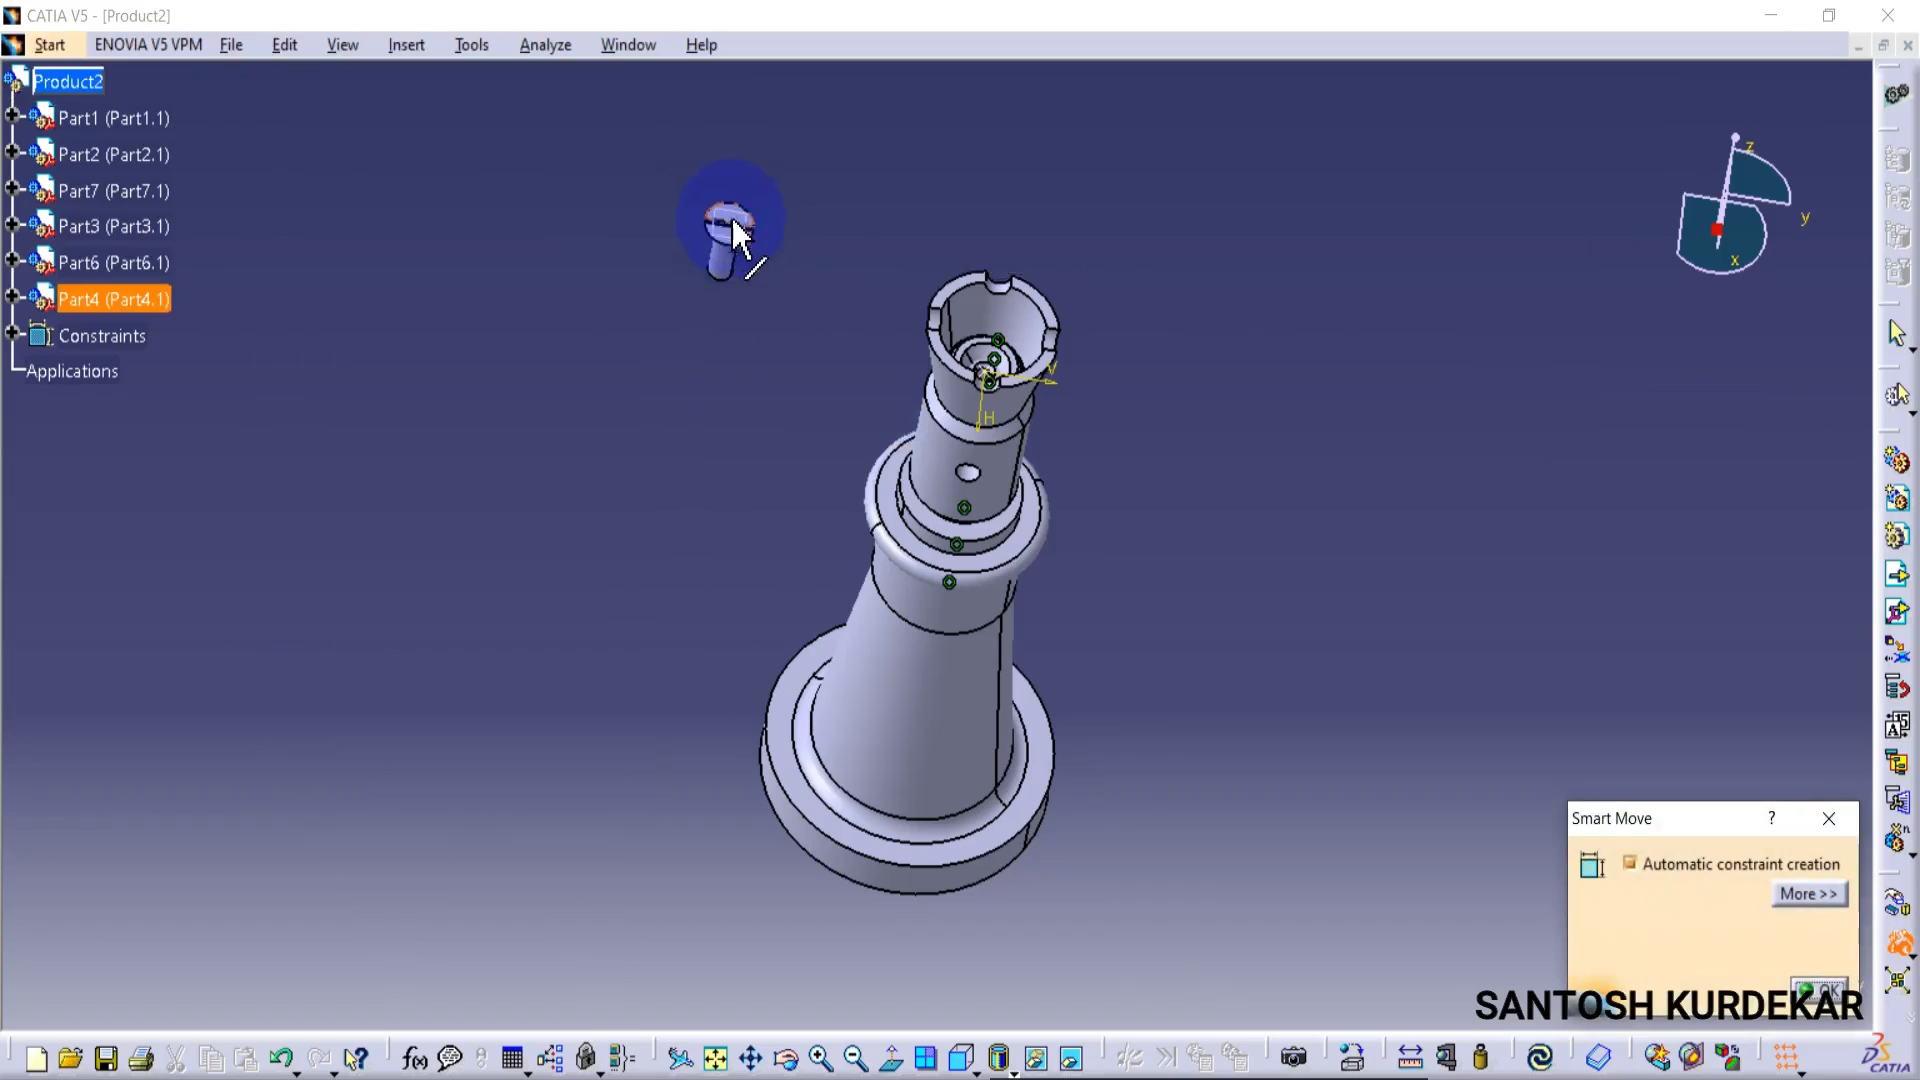 CATIA V5 - [Product2]
Start ENOVIA V5 VPM File Edit View Insert Tools Analyze Window Help
Product2
Part1 (Part1.1)
Part2 (Part2.1)
Part7 (Part7.1)
Part3 (Part3.1)
Part6 (Part6.1)
Part4 (Part4.1)
Constraints
Applications
z
y
x
V
H
Smart Move ?
Automatic constraint creation
More >>
OK
SANTOSH KURDEKAR
f(x)
CATIA